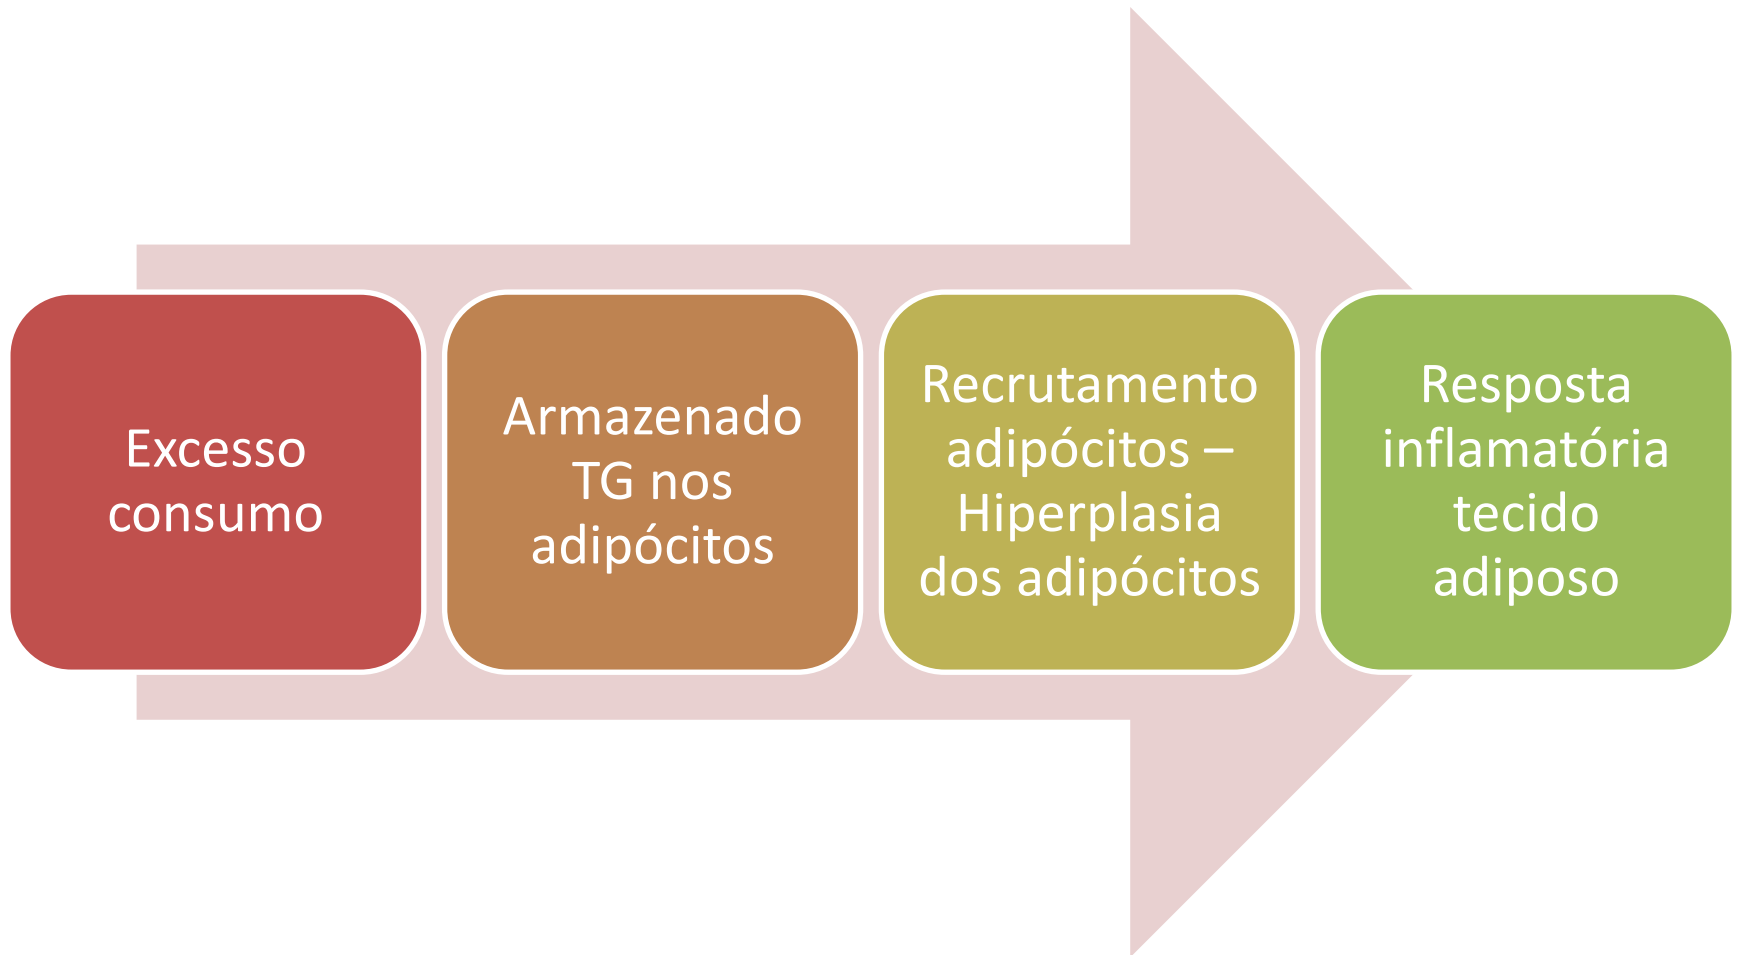 Excesso
consumo
Armazenado
TG nos
adipócitos
Recrutamento
adipócitos –
Hiperplasia
dos adipócitos
Resposta
inflamatória
tecido
adiposo